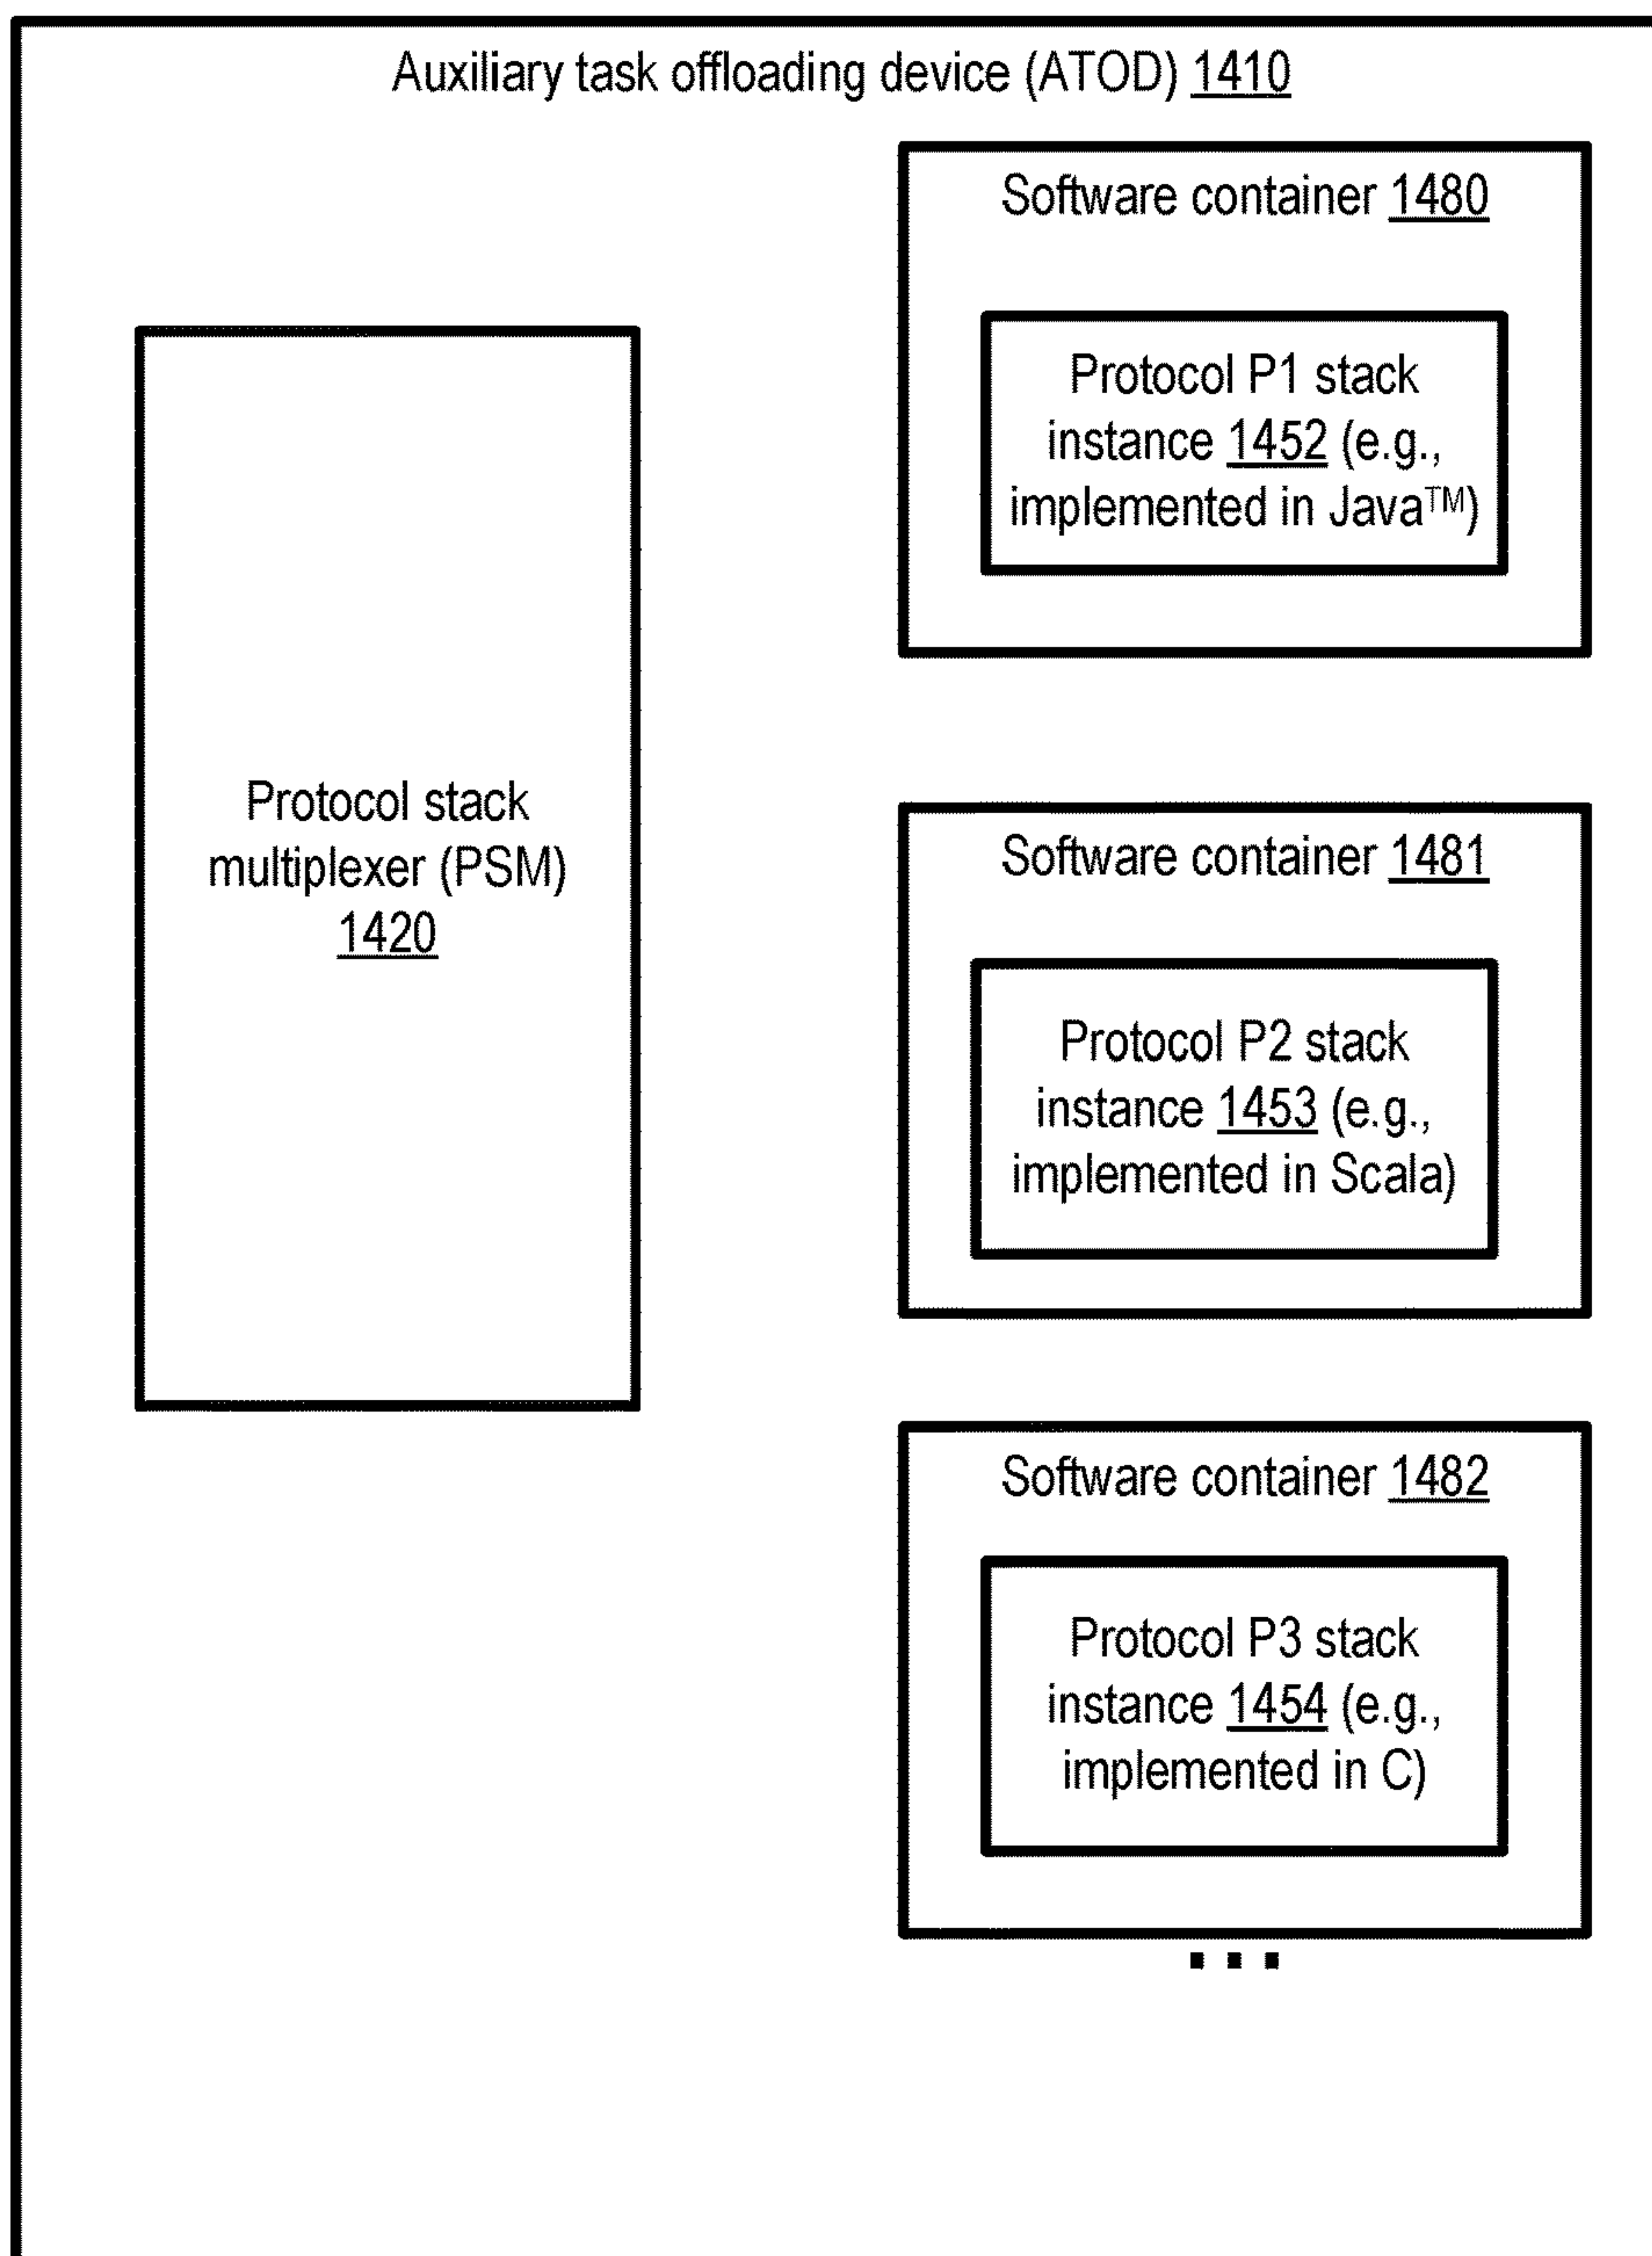 Auxiliary task offloading device (ATOD) 1410
Software container 1480
Protocol P1 stack
instance 1452 (e.g.,
implemented in Java™)
Protocol stack
multiplexer (PSM)
1420
Software container 1481
Protocol P2 stack
instance 1453 (e.g.,
implemented in Scala)
Software container 1482
Protocol P3 stack
instance 1454 (e.g.,
implemented in C)
...